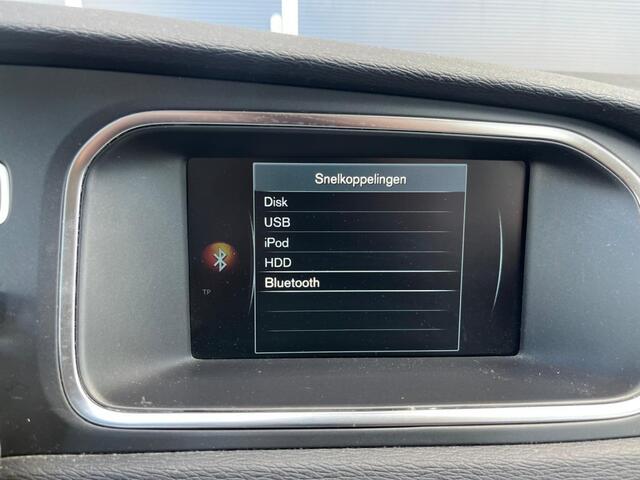 Snelkoppelingen
Disk
USB
iPod
HDD
Bluetooth
TP